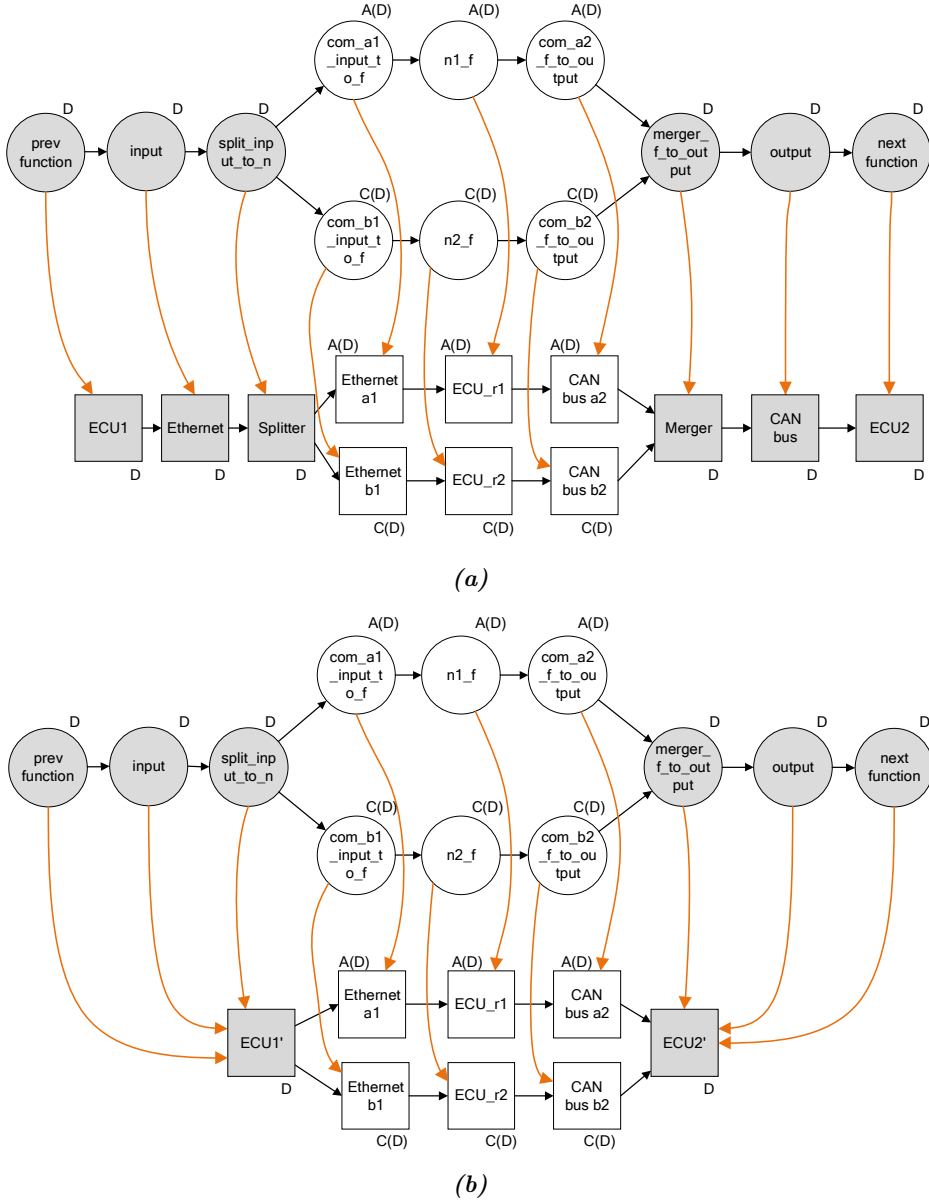 A(D) A(D) A(D)
com_a1
_input_t
o_f
n1_f
com_a2
_f_to_ou
tput
D D D D D D
prev
function
input
split_inp
ut_to_n
merger_
f_to_out
put
output
next
function
C(D) C(D) C(D)
com_b1
_input_t
o_f
n2_f
com_b2
_f_to_ou
tput
A(D) A(D) A(D)
Ethernet
a1
ECU_r1
CAN
bus a2
ECU1
Ethernet
Splitter
Merger
CAN
bus
ECU2
D D D D D D
Ethernet
b1
ECU_r2
CAN
bus b2
C(D) C(D) C(D)
(a)
A(D) A(D) A(D)
com_a1
_input_t
o_f
n1_f
com_a2
_f_to_ou
tput
D D D D D D
prev
function
input
split_inp
ut_to_n
merger_
f_to_out
put
output
next
function
C(D) C(D) C(D)
com_b1
_input_t
o_f
n2_f
com_b2
_f_to_ou
tput
A(D) A(D) A(D)
Ethernet
a1
ECU_r1
CAN
bus a2
ECU1'
ECU2'
D D
Ethernet
b1
ECU_r2
CAN
bus b2
C(D) C(D) C(D)
(b)